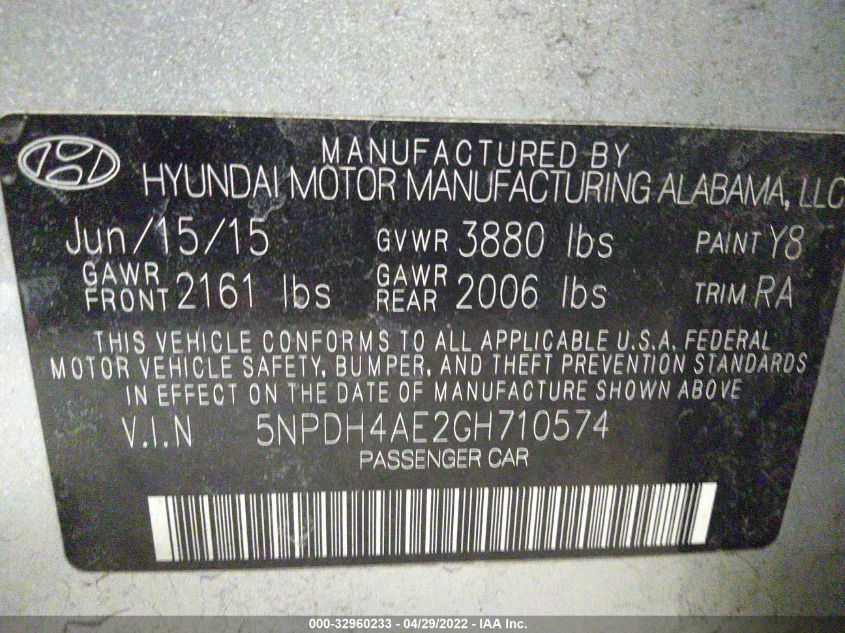 MANUFACTURED BY
HYUNDAI MOTOR MANUFACTURING ALABAMA, LLC
Jun/15/15 GVWR 3880 lbs PAINT Y8
GAWR FRONT 2161 lbs GAWR REAR 2006 lbs TRIM RA
THIS VEHICLE CONFORMS TO ALL APPLICABLE U.S.A. FEDERAL
MOTOR VEHICLE SAFETY, BUMPER, AND THEFT PREVENTION STANDARDS
IN EFFECT ON THE DATE OF MANUFACTURE SHOWN ABOVE
V.I.N 5NPDH4AE2GH710574
PASSENGER CAR
000-32960233 - 04/29/2022 - IAA Inc.